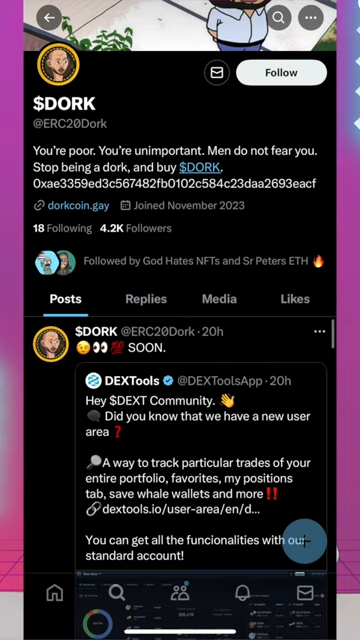 Follow
$DORK
@ERC20Dork
You're poor. You're unimportant. Men do not fear you.
Stop being a dork, and buy $DORK.
0xae3359ed3c567482fb0102c584c23daa2693eacf
dorkcoin.gay Joined November 2023
18 Following 4.2K Followers
Followed by God Hates NFTs and Sr Peters ETH 🔥
Posts Replies Media Likes
$DORK @ERC20Dork · 20h
😉👀💯 SOON.
DEXTools @DEXToolsApp · 20h
Hey $DEXT Community. 👋
🗨 Did you know that we have a new user
area ❓
🔎A way to track particular trades of your
entire portfolio, favorites, my positions
tab, save whale wallets and more ‼️
🔗dextools.io/user-area/en/d...
You can get all the funcionalities with our
standard account!